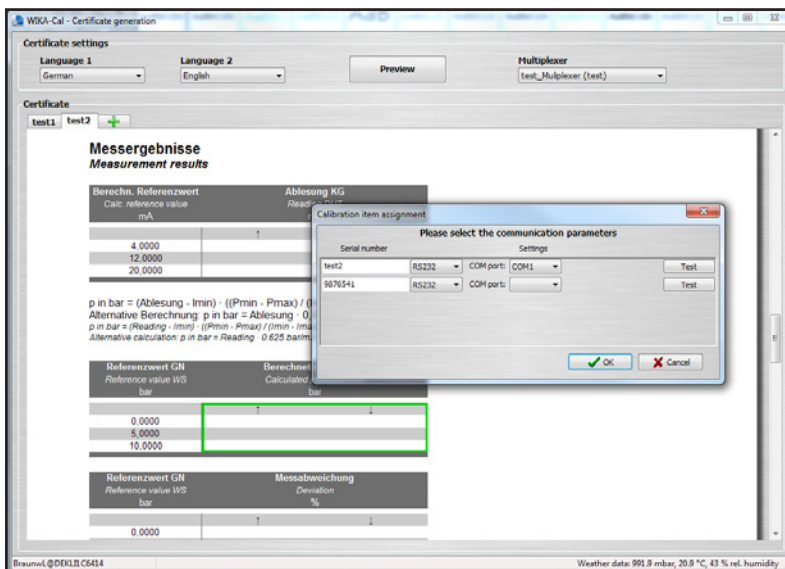 WIKA-Cal - Certificate generation
Certificate settings
Language 1
Language 2
Multiplexer
German
English
Preview
test_Mulplexer (test)
Certificate
test1
test2
Messergebnisse
Measurement results
Berechn. Referenzwert
Ablesung KG
Calc. reference value
mA
↑
4,0000
12,0000
20,0000
p in bar = (Ablesung - Imin) · ((Pmin - Pmax) /
Alternative Berechnung: p in bar = Ablesung ·
p in bar = (Reading - Imin) · ((Pmin - Pmax) / (Imin -
Alternative calculation: p in bar = Reading · 0.625
Referenzwert GN
Reference value WS
Calculated
bar
bar
↑ ↓
0,0000
5,0000
10,0000
Referenzwert GN
Messabweichung
Reference value WS
Deviation
bar
%
↑ ↓
0,0000
Calibration item assignment
Please select the communication parameters
Serial number
Settings
test2
RS232
COM port:
COM1
Test
9876541
RS232
COM port:
Test
OK
Cancel
BraunwL@DEKLI1C6414
Weather data: 991.9 mbar, 20.9 °C, 43 % rel. humidity